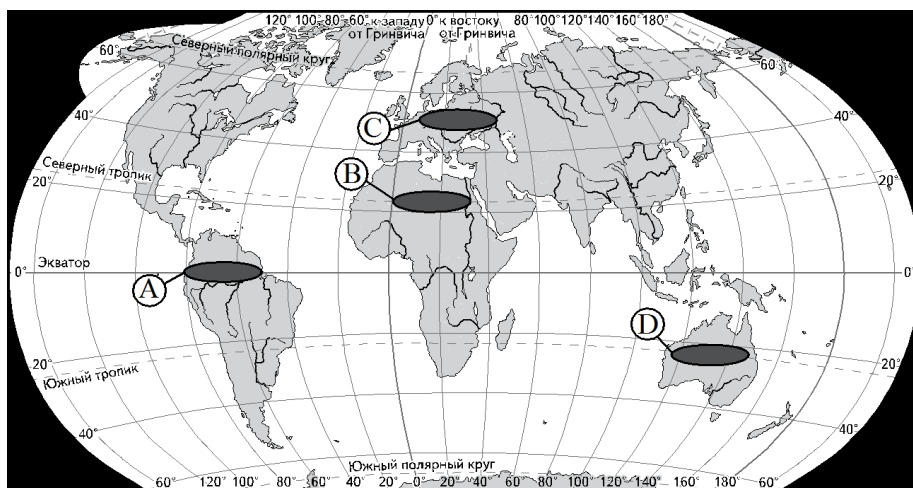 120° 100° 80° 60° к западу 0° к востоку 80° 100° 120° 140° 160° 180°
от Гринвича от Гринвича
60° Северный полярный круг 60°
40° 40°
C
Северный тропик
B
20° 20°
Экватор
0° 0°
A
D
20° 20°
Южный тропик
40° 40°
Южный полярный круг
60° 120° 100° 80° 60° 40° 20° 0° 20° 40° 60° 80° 100° 120° 140° 160° 180° 60°